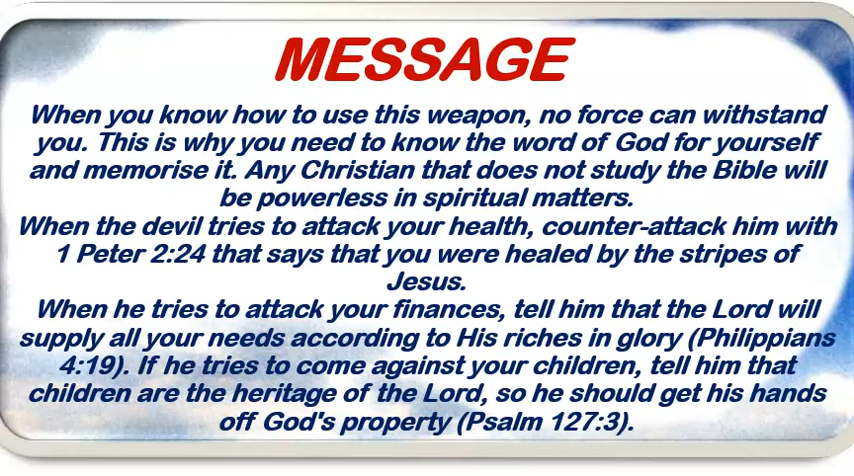 MESSAGE
When you know how to use this weapon, no force can withstand
you. This is why you need to know the word of God for yourself
and memorise it. Any Christian that does not study the Bible will
be powerless in spiritual matters.
When the devil tries to attack your health, counter-attack him with
1 Peter 2:24 that says that you were healed by the stripes of
Jesus.
When he tries to attack your finances, tell him that the Lord will
supply all your needs according to His riches in glory (Philippians
4:19). If he tries to come against your children, tell him that
children are the heritage of the Lord, so he should get his hands
off God's property (Psalm 127:3).